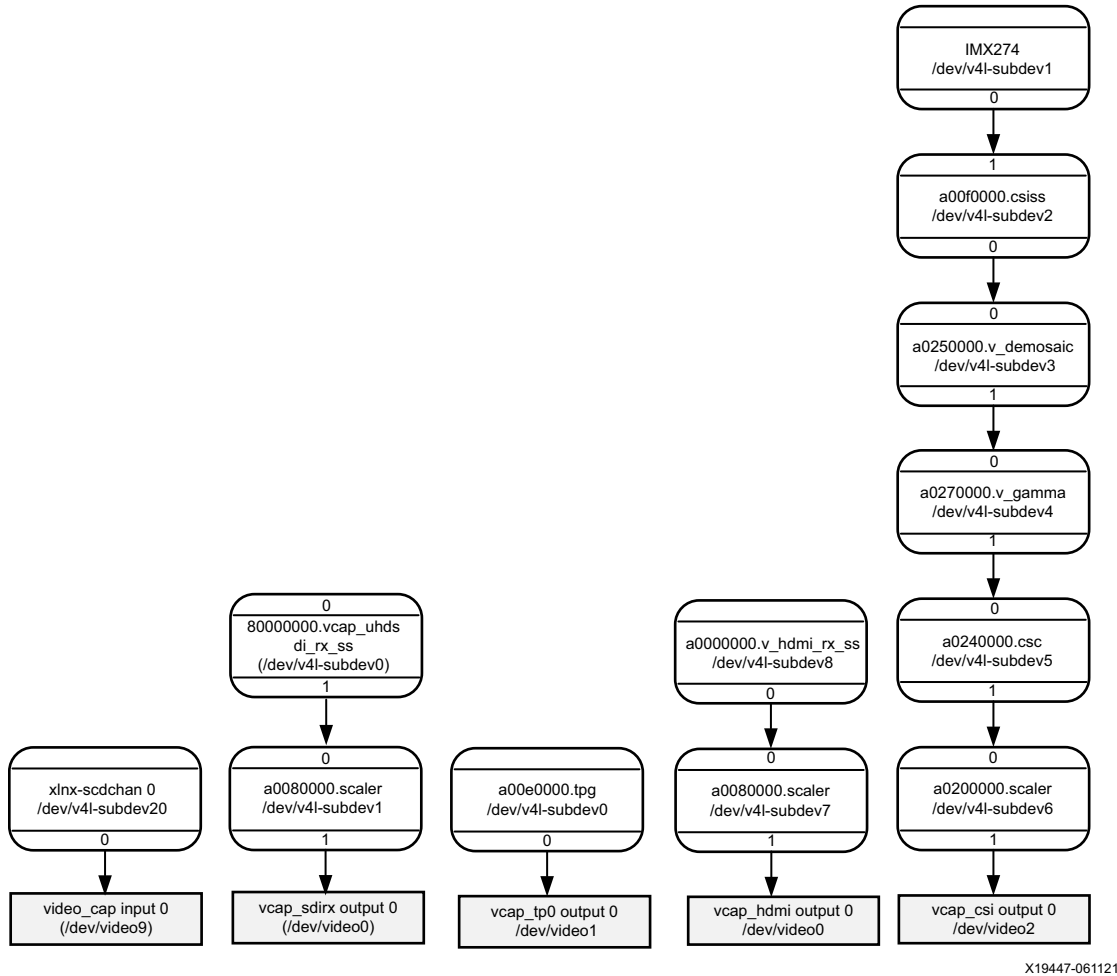 IMX274
/dev/v4l-subdev1
0
1
a00f0000.csiss
/dev/v4l-subdev2
0
0
a0250000.v_demosaic
/dev/v4l-subdev3
1
0
a0270000.v_gamma
/dev/v4l-subdev4
1
0
80000000.vcap_uhds
di_rx_ss
(/dev/v4l-subdev0)
1
a0000000.v_hdmi_rx_ss
/dev/v4l-subdev8
0
0
a0240000.csc
/dev/v4l-subdev5
1
xlnx-scdchan 0
/dev/v4l-subdev20
0
0
a0080000.scaler
/dev/v4l-subdev1
1
a00e0000.tpg
/dev/v4l-subdev0
0
0
a0080000.scaler
/dev/v4l-subdev7
1
0
a0200000.scaler
/dev/v4l-subdev6
1
video_cap input 0
(/dev/video9)
vcap_sdirx output 0
(/dev/video0)
vcap_tp0 output 0
/dev/video1
vcap_hdmi output 0
/dev/video0
vcap_csi output 0
/dev/video2
X19447-061121